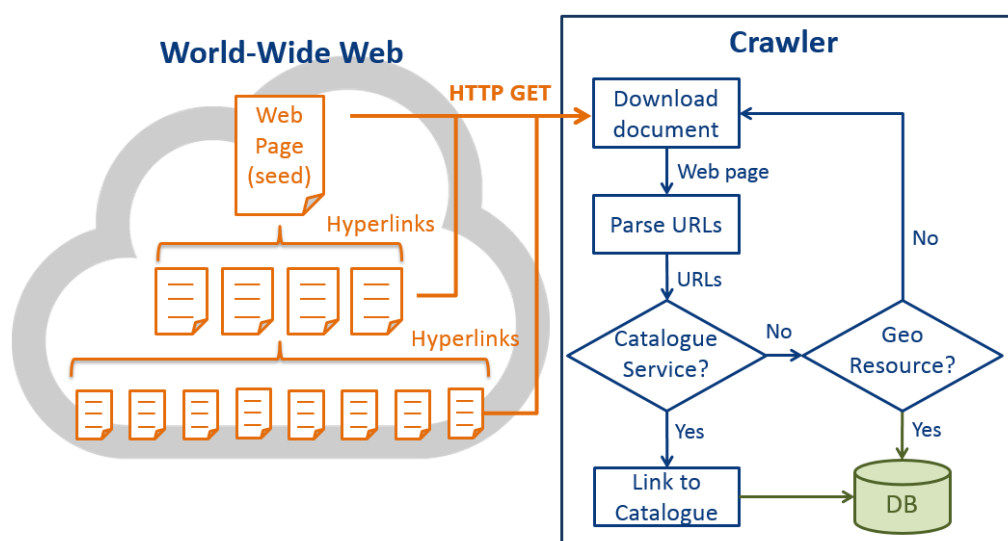 World-Wide Web
Crawler
HTTP GET
Web
Page
(seed)
Hyperlinks
Hyperlinks
Download
document
Web page
Parse URLs
URLs
No
Catalogue
Service?
No
Geo
Resource?
Yes
Yes
Link to
Catalogue
DB